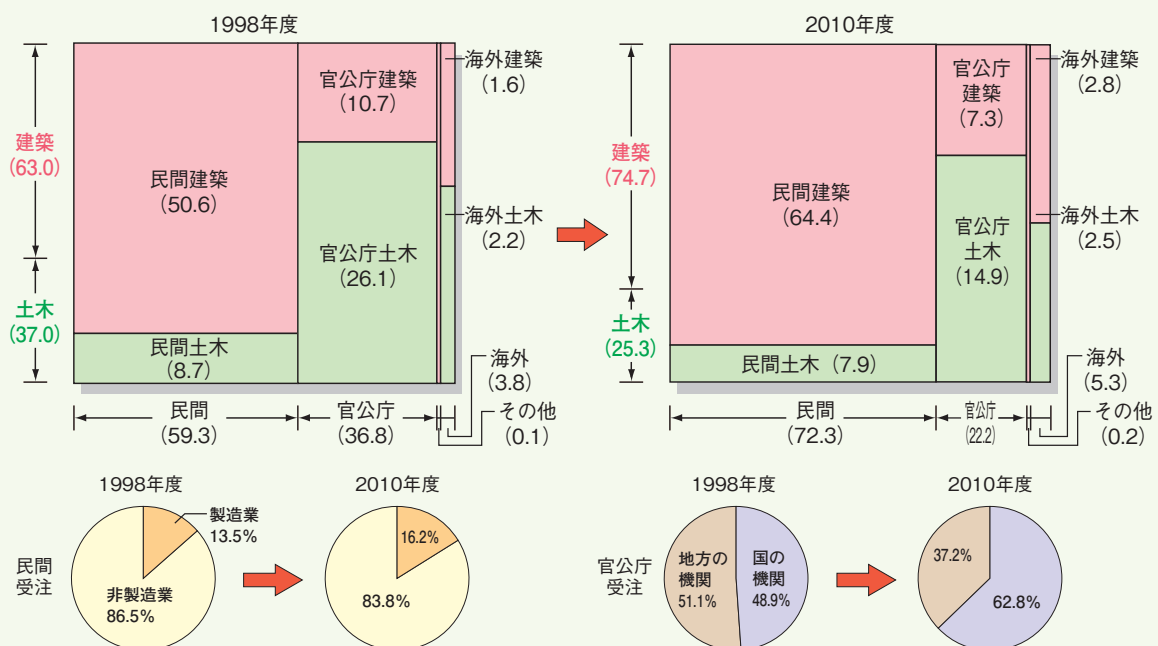 1998年度
海外建築
(1.6)
官公庁建築
(10.7)
建築
(63.0)
民間建築
(50.6)
海外土木
(2.2)
官公庁土木
(26.1)
土木
(37.0)
民間土木
(8.7)
海外
(3.8)
民間
(59.3)
官公庁
(36.8)
その他
(0.1)
2010年度
海外建築
(2.8)
官公庁
建築
(7.3)
建築
(74.7)
民間建築
(64.4)
海外土木
(2.5)
官公庁
土木
(14.9)
土木
(25.3)
民間土木 (7.9)
海外
(5.3)
民間
(72.3)
官公庁
(22.2)
その他
(0.2)
民間
受注
1998年度
製造業
13.5%
非製造業
86.5%
2010年度
16.2%
83.8%
官公庁
受注
1998年度
地方の
機関
51.1%
国の
機関
48.9%
2010年度
37.2%
62.8%